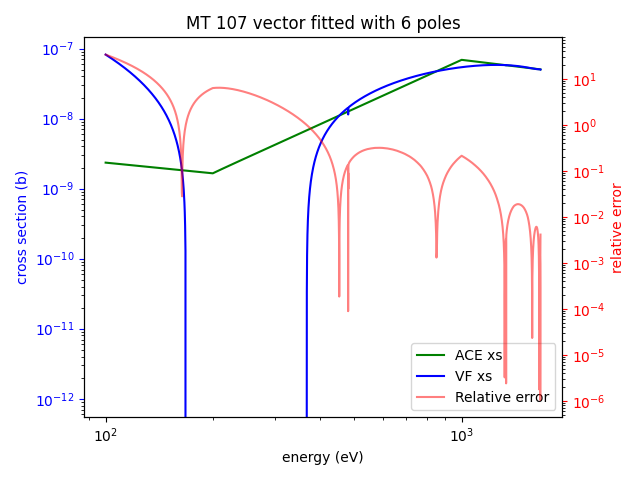 MT 107 vector fitted with 6 poles
10⁻⁷
10⁻⁸
10⁻⁹
10⁻¹⁰
10⁻¹¹
10⁻¹²
cross section (b)
10¹
10⁰
10⁻¹
10⁻²
10⁻³
10⁻⁴
10⁻⁵
10⁻⁶
relative error
ACE xs
VF xs
Relative error
10²
10³
energy (eV)